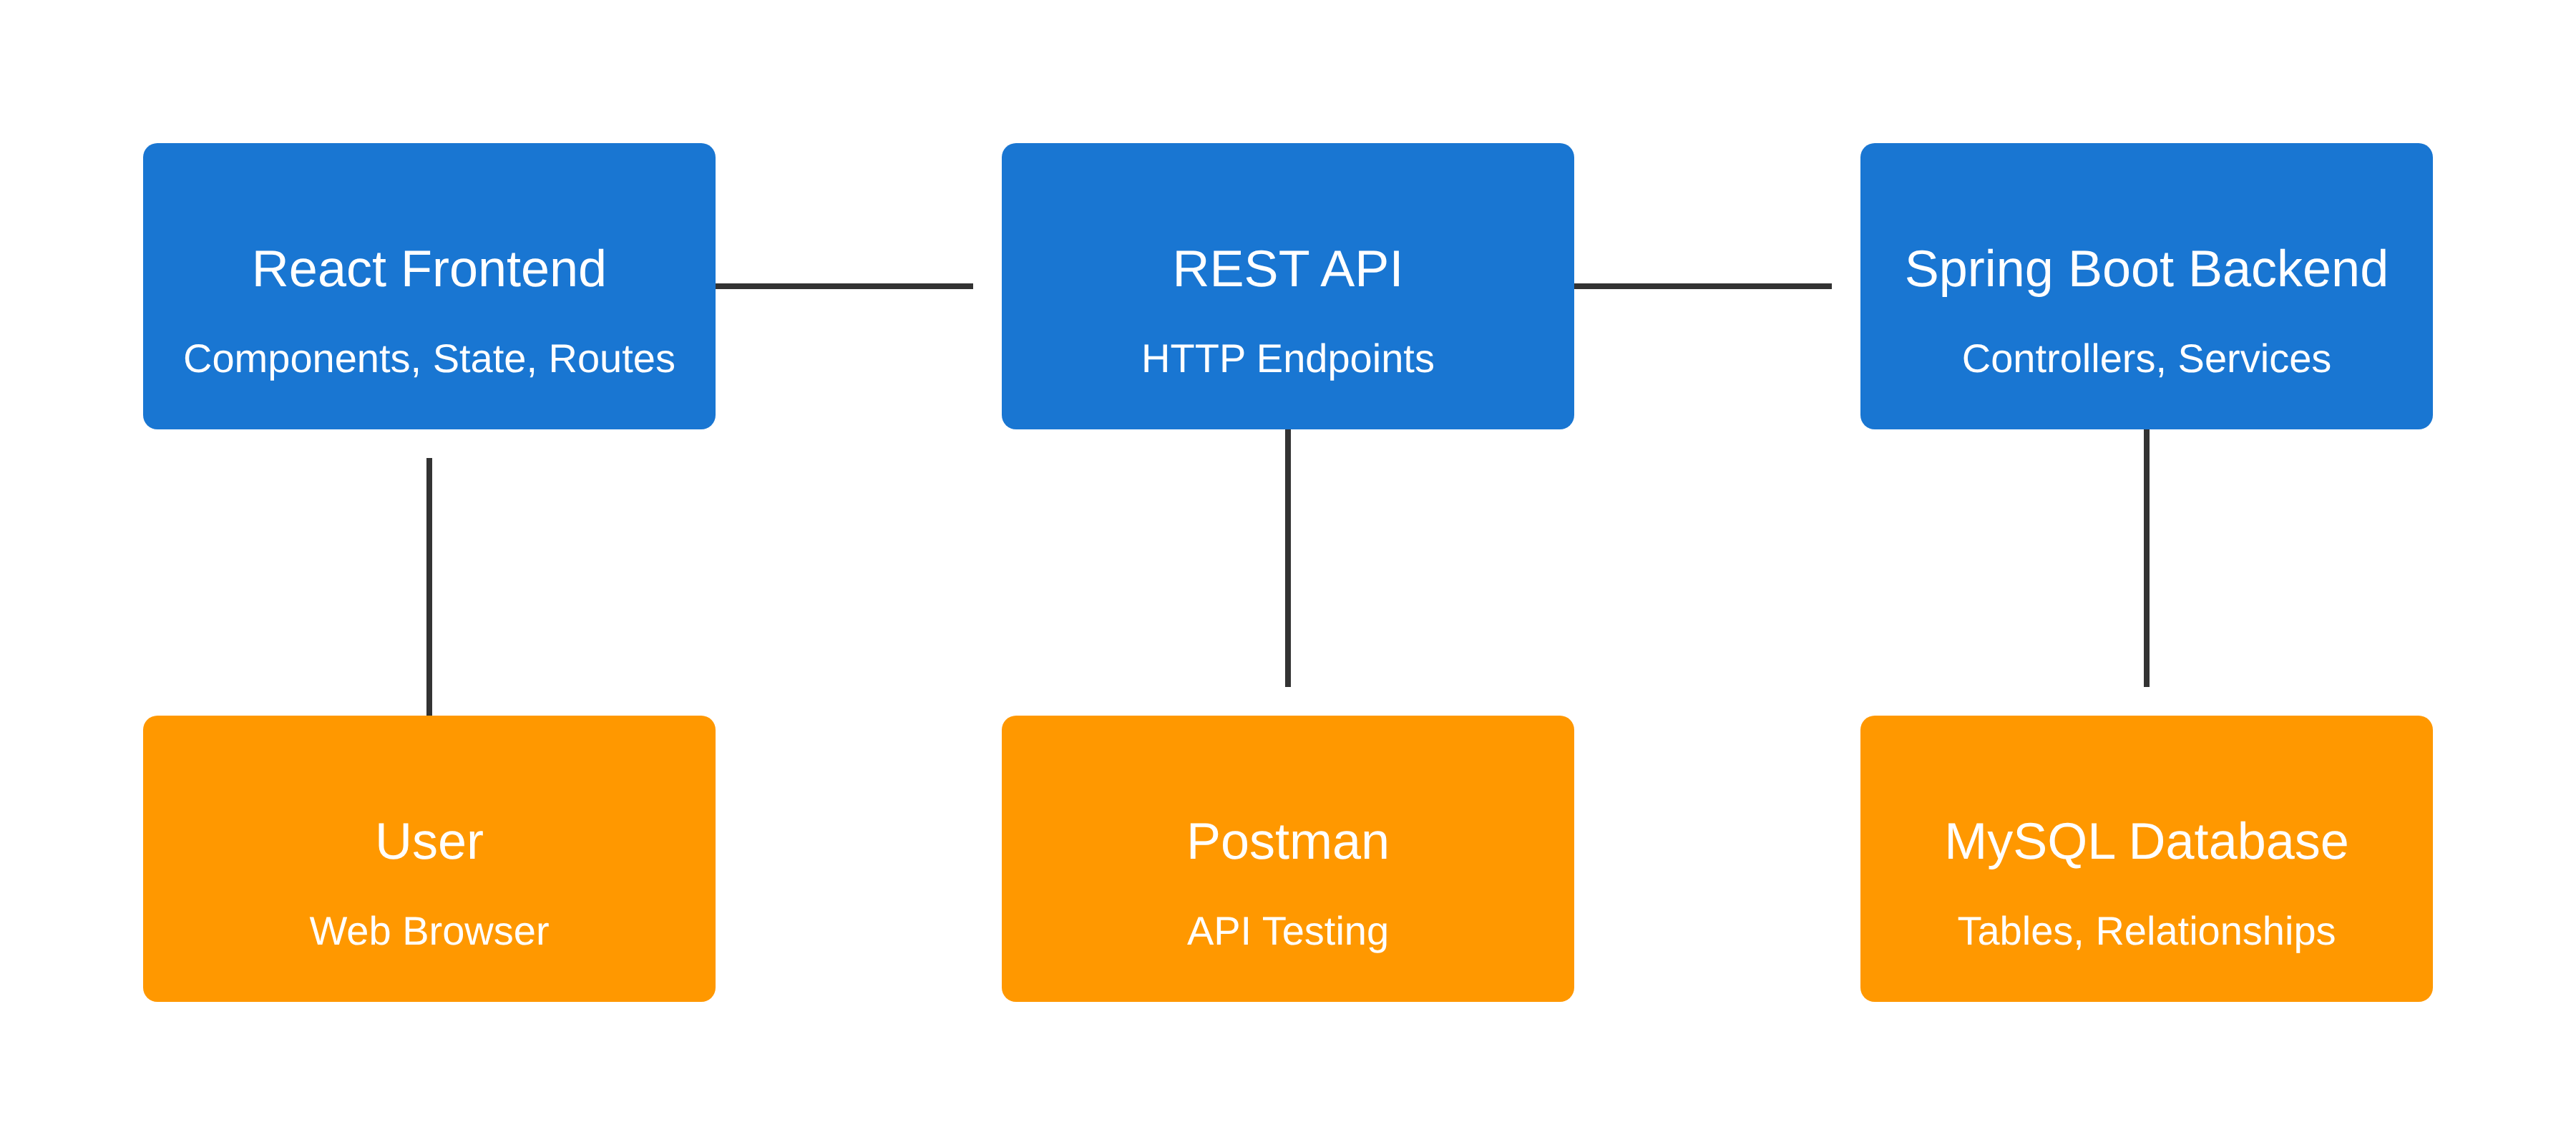 React Frontend
Components, State, Routes
REST API
HTTP Endpoints
Spring Boot Backend
Controllers, Services
User
Web Browser
Postman
API Testing
MySQL Database
Tables, Relationships